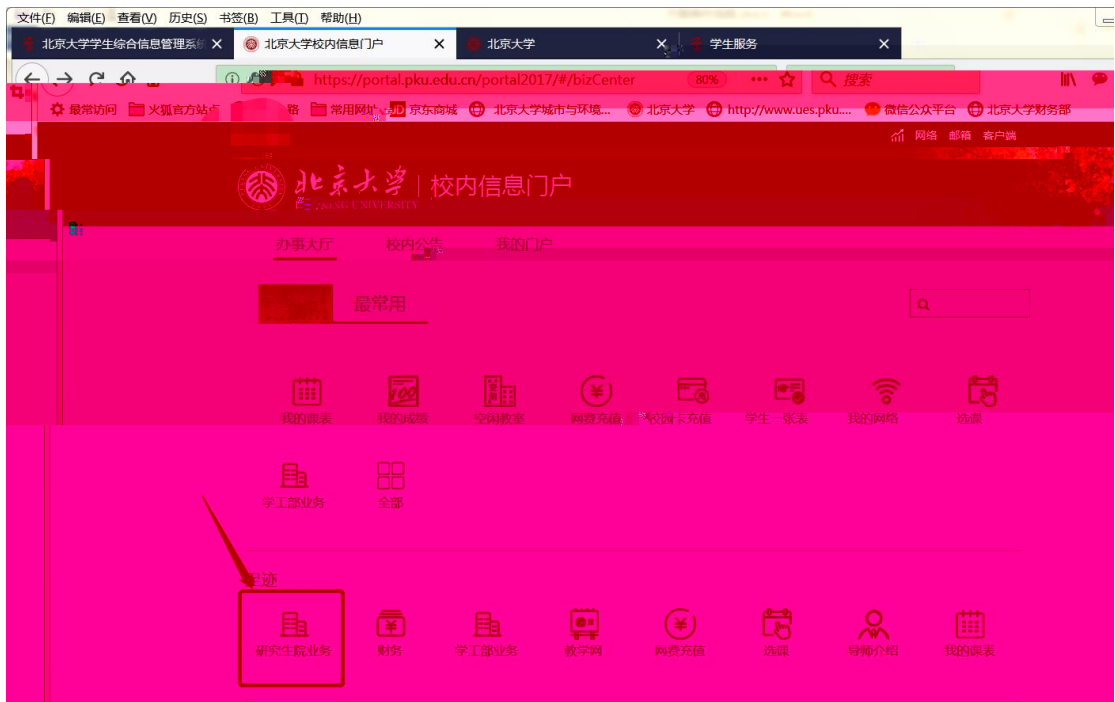 文件(F) 编辑(E) 查看(V) 历史(S) 书签(B) 工具(T) 帮助(H)
北京大学学生综合信息管理系统 北京大学校内信息门户 北京大学 学生服务
https://portal.pku.edu.cn/portal2017/#/bizCenter 80% 搜索
最常访问 火狐官方站点 常用网址 JD 京东商城 北京大学城市与环境... 北京大学 http://www.ues.pku.... 微信公众平台 北京大学财务部
网络 邮箱 客户端
北京大学 校内信息门户
办事大厅 校内公告 我的门户
最常用
我的课表 我的成绩 空闲教室 网费充值 校园卡充值 学生一张表 我的网络 选课
学工部业务 全部
足迹
研究生院业务 财务 学工部业务 教学网 网费充值 选课 导师介绍 我的课表